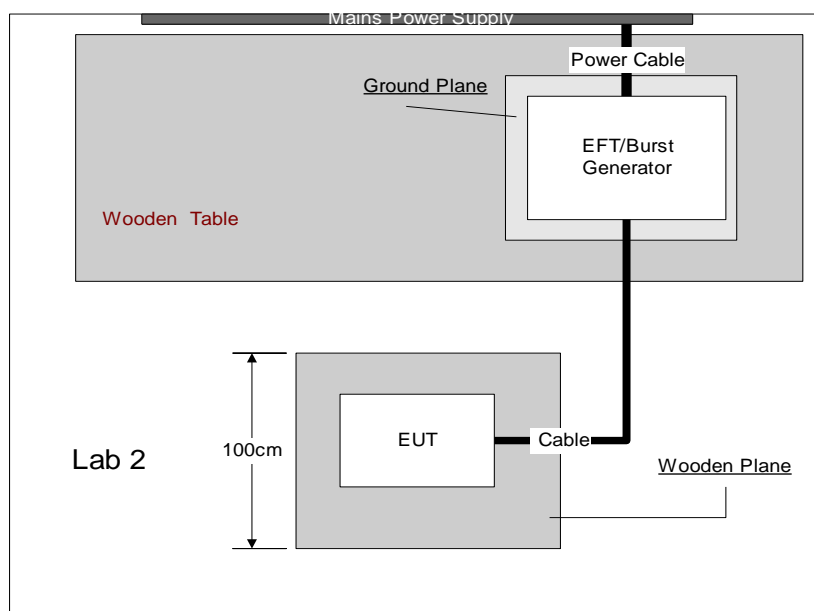 Mains Power Supply
Power Cable
Ground Plane
EFT/Burst
Generator
Wooden Table
Lab 2
100cm
EUT
Cable
Wooden Plane